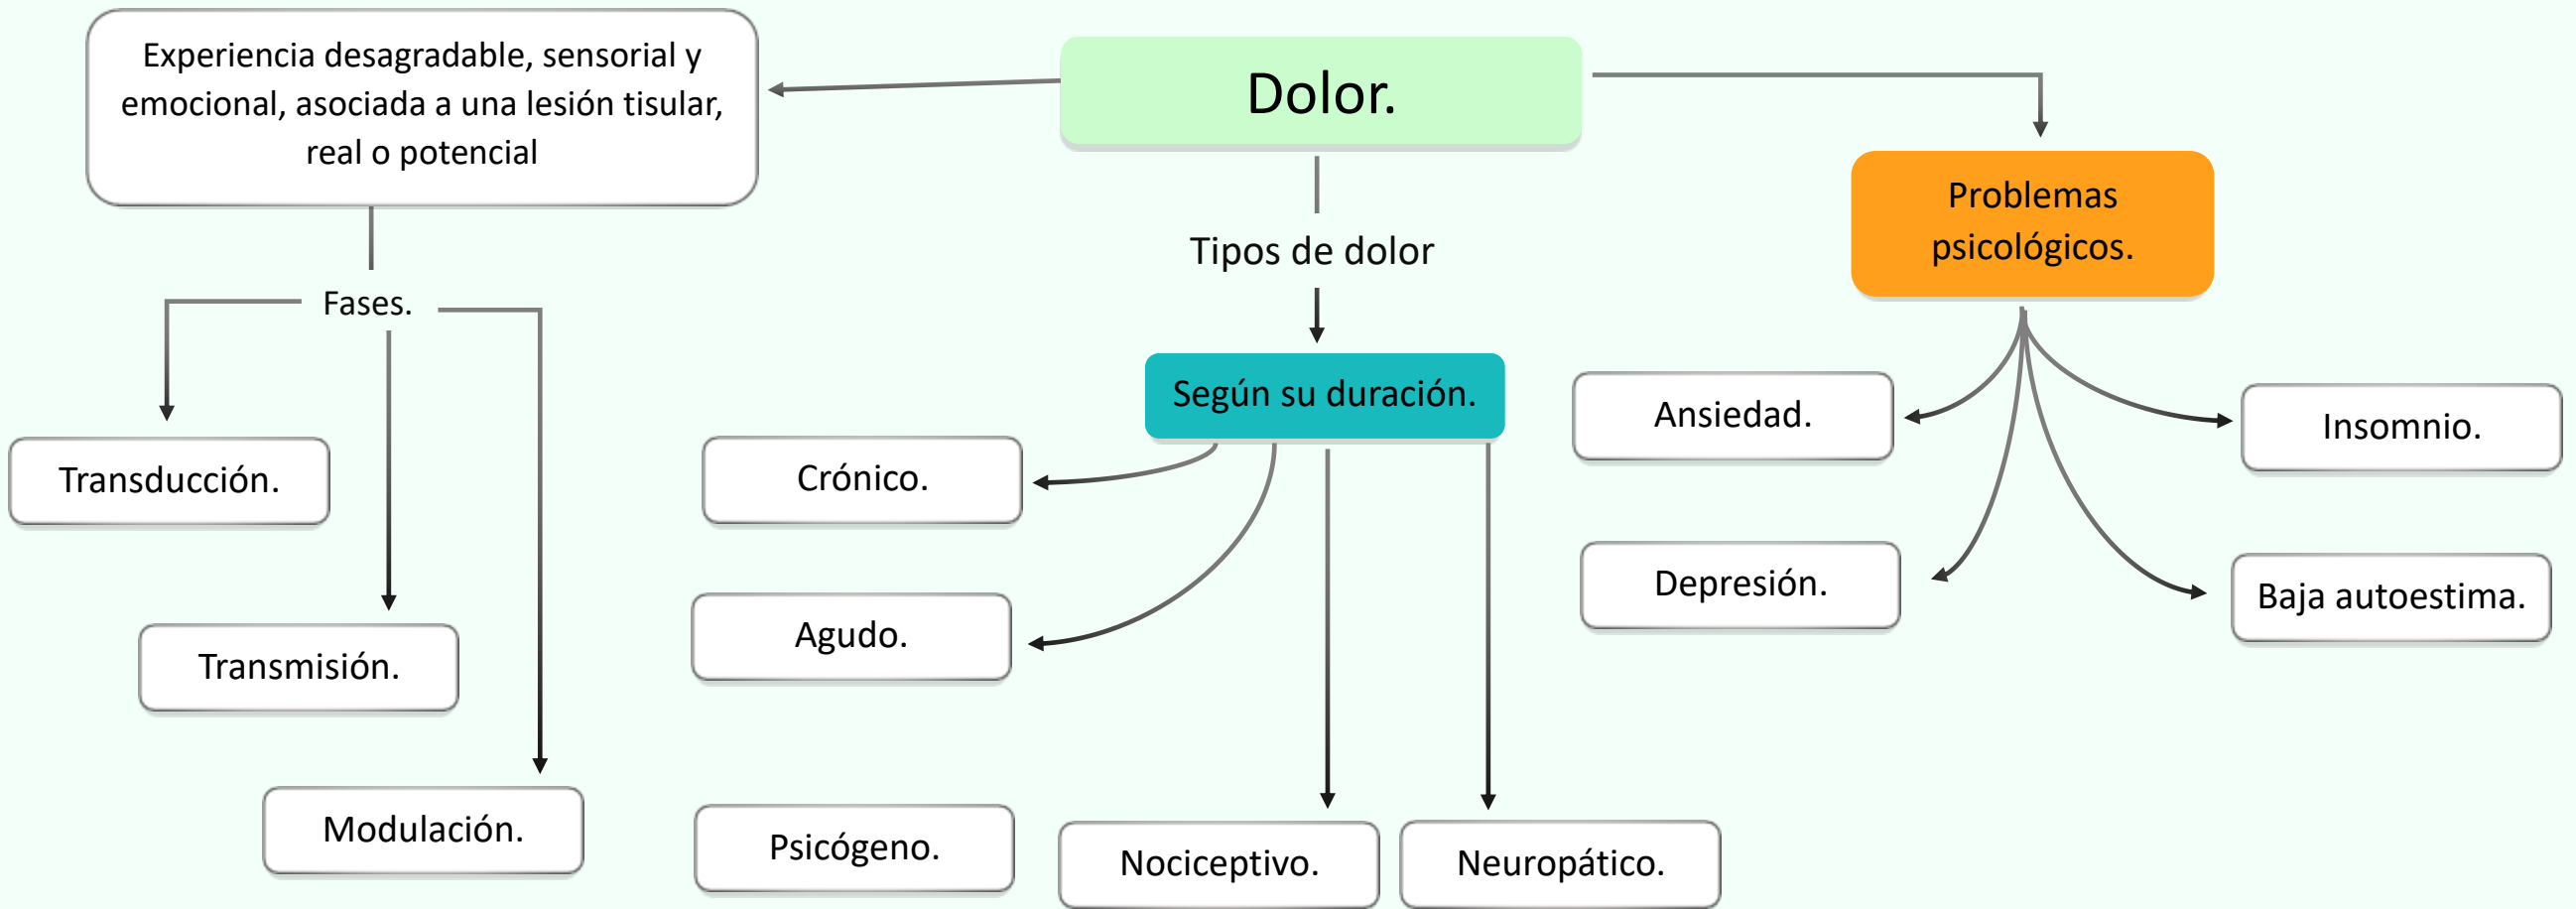 Experiencia desagradable, sensorial y
emocional, asociada a una lesión tisular,
real o potencial
Dolor.
Problemas
psicológicos.
Tipos de dolor
Fases.
Según su duración.
Ansiedad.
Insomnio.
Transducción.
Crónico.
Depresión.
Baja autoestima.
Transmisión.
Agudo.
Modulación.
Psicógeno.
Nociceptivo.
Neuropático.